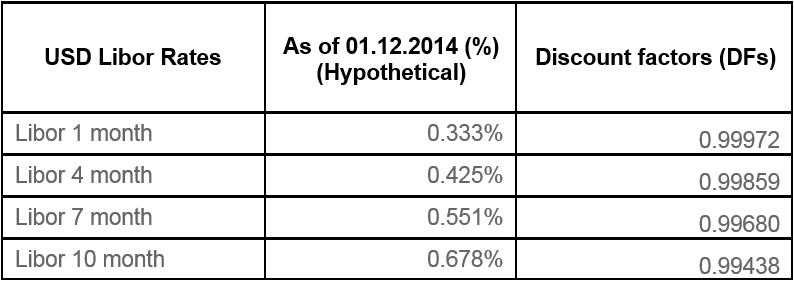 USD Libor Rates
As of 01.12.2014 (%)
(Hypothetical)
Discount factors (DFs)
Libor 1 month 0.333% 0.99972
Libor 4 month 0.425% 0.99859
Libor 7 month 0.551% 0.99680
Libor 10 month 0.678% 0.99438